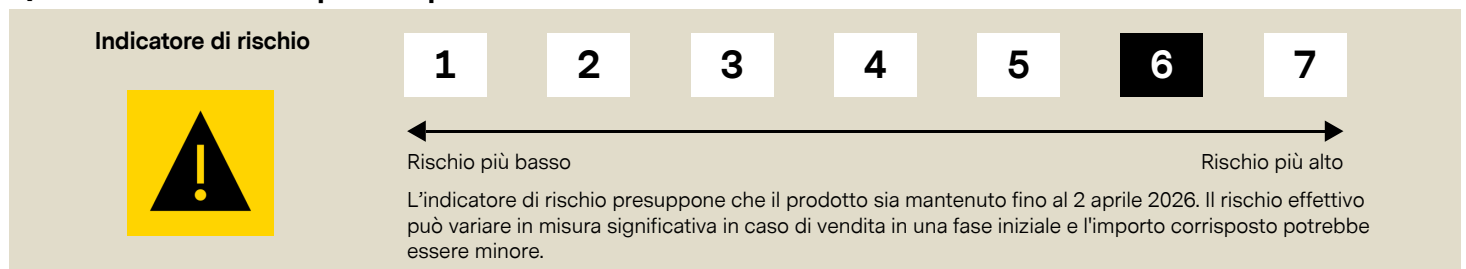 Indicatore di rischio
1 2 3 4 5 6 7
Rischio più basso Rischio più alto
L'indicatore di rischio presuppone che il prodotto sia mantenuto fino al 2 aprile 2026. Il rischio effettivo
può variare in misura significativa in caso di vendita in una fase iniziale e l'importo corrisposto potrebbe
essere minore.